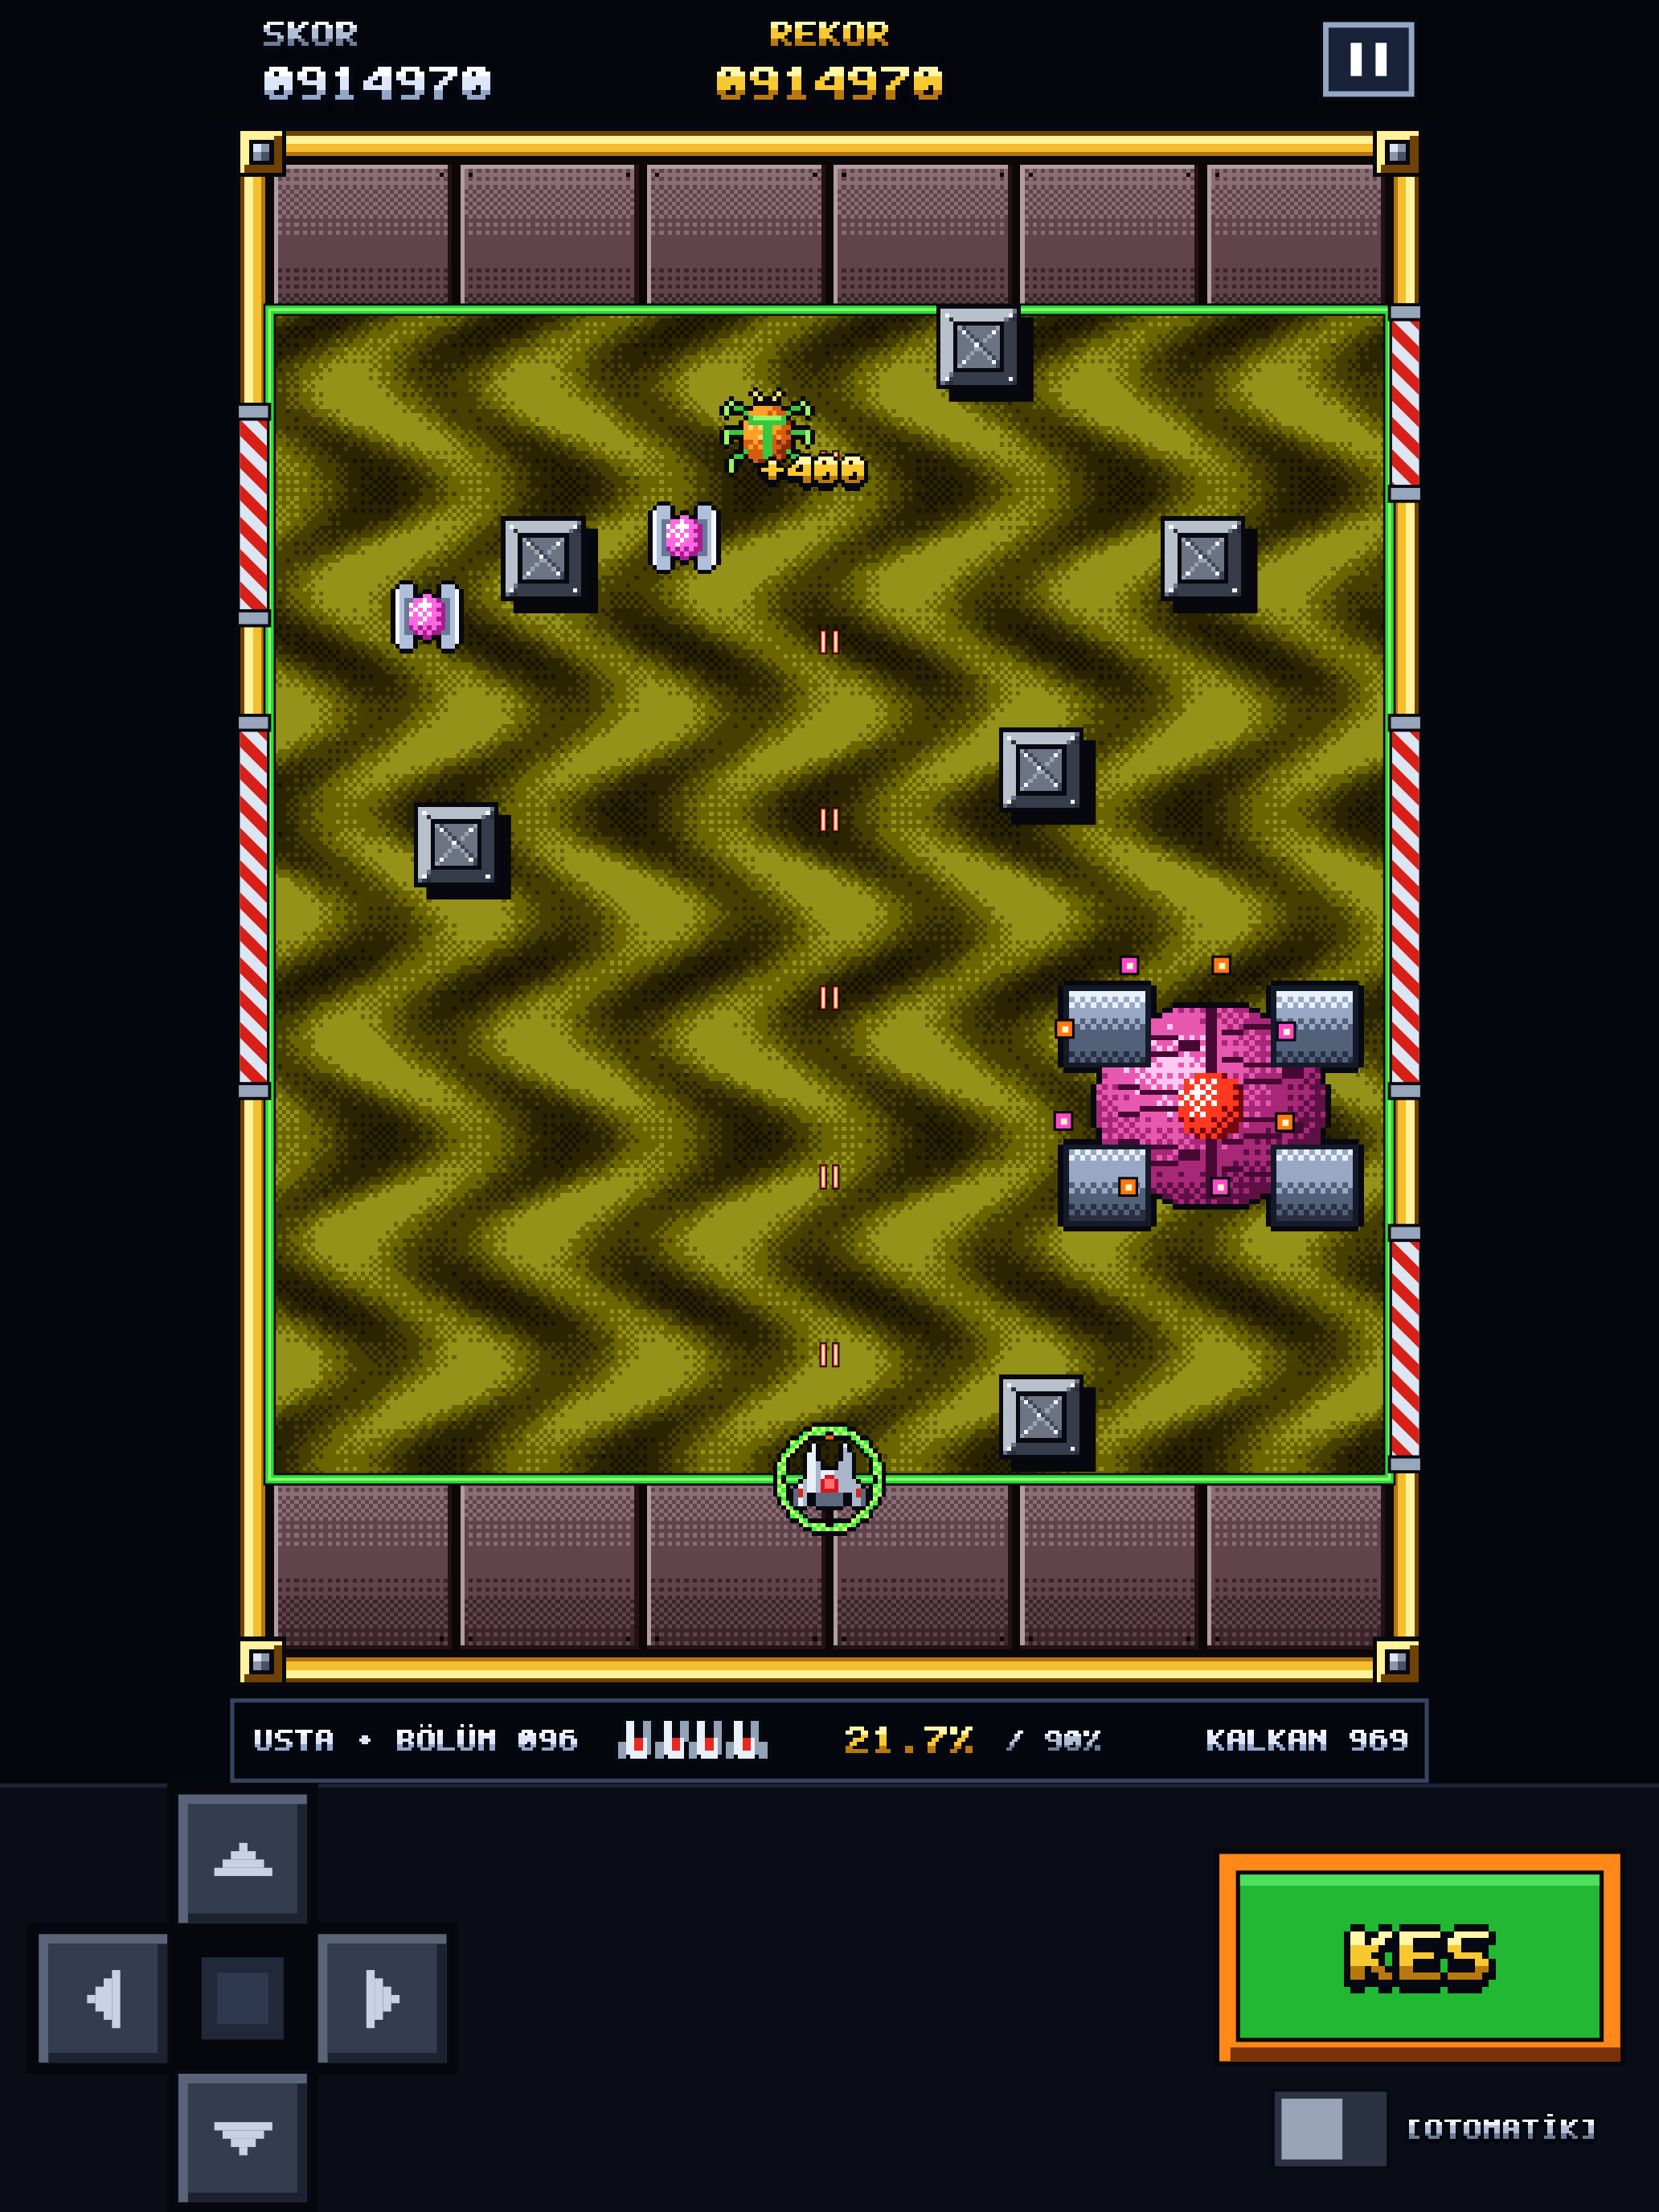 SKOR
REKOR
0914970
0914970
+400
USTA • BÖLÜM 096
21.7% / 90%
KALKAN 969
KES
[OTOMATİK]